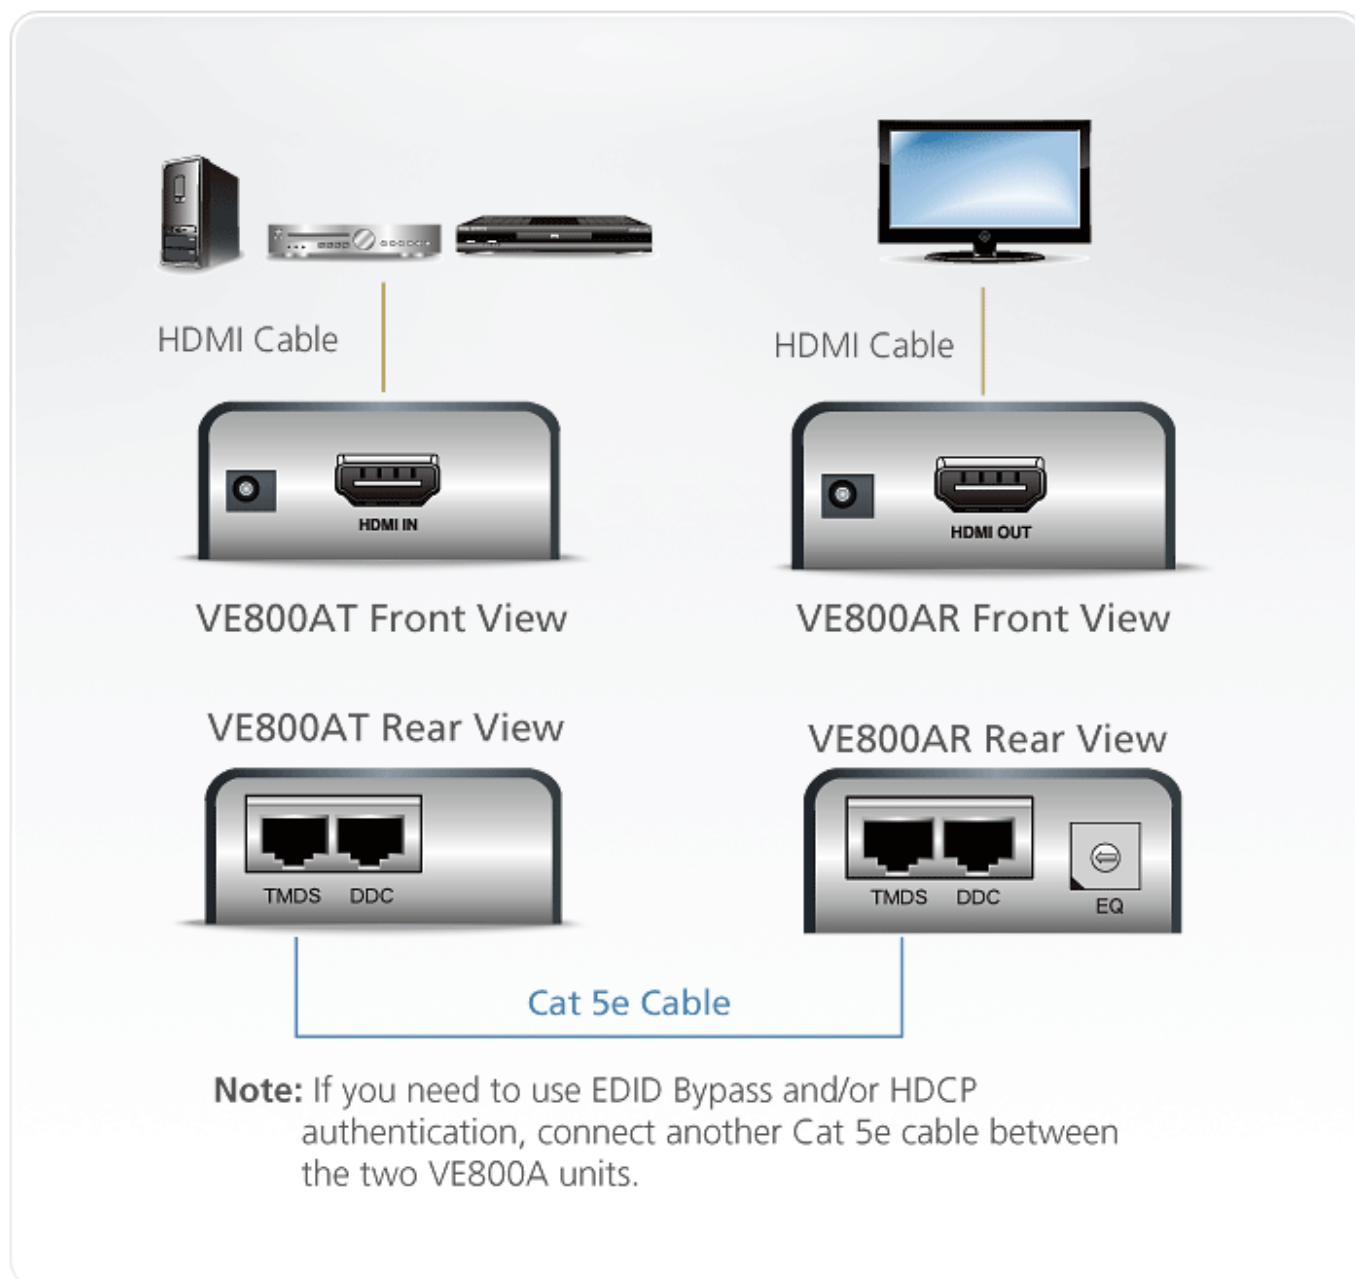 HDMI Cable
HDMI Cable
HDMI IN
HDMI OUT
VE800AT Front View
VE800AR Front View
VE800AT Rear View
VE800AR Rear View
TMDS DDC
TMDS DDC
EQ
Cat 5e Cable
Note: If you need to use EDID Bypass and/or HDCP
authentication, connect another Cat 5e cable between
the two VE800A units.